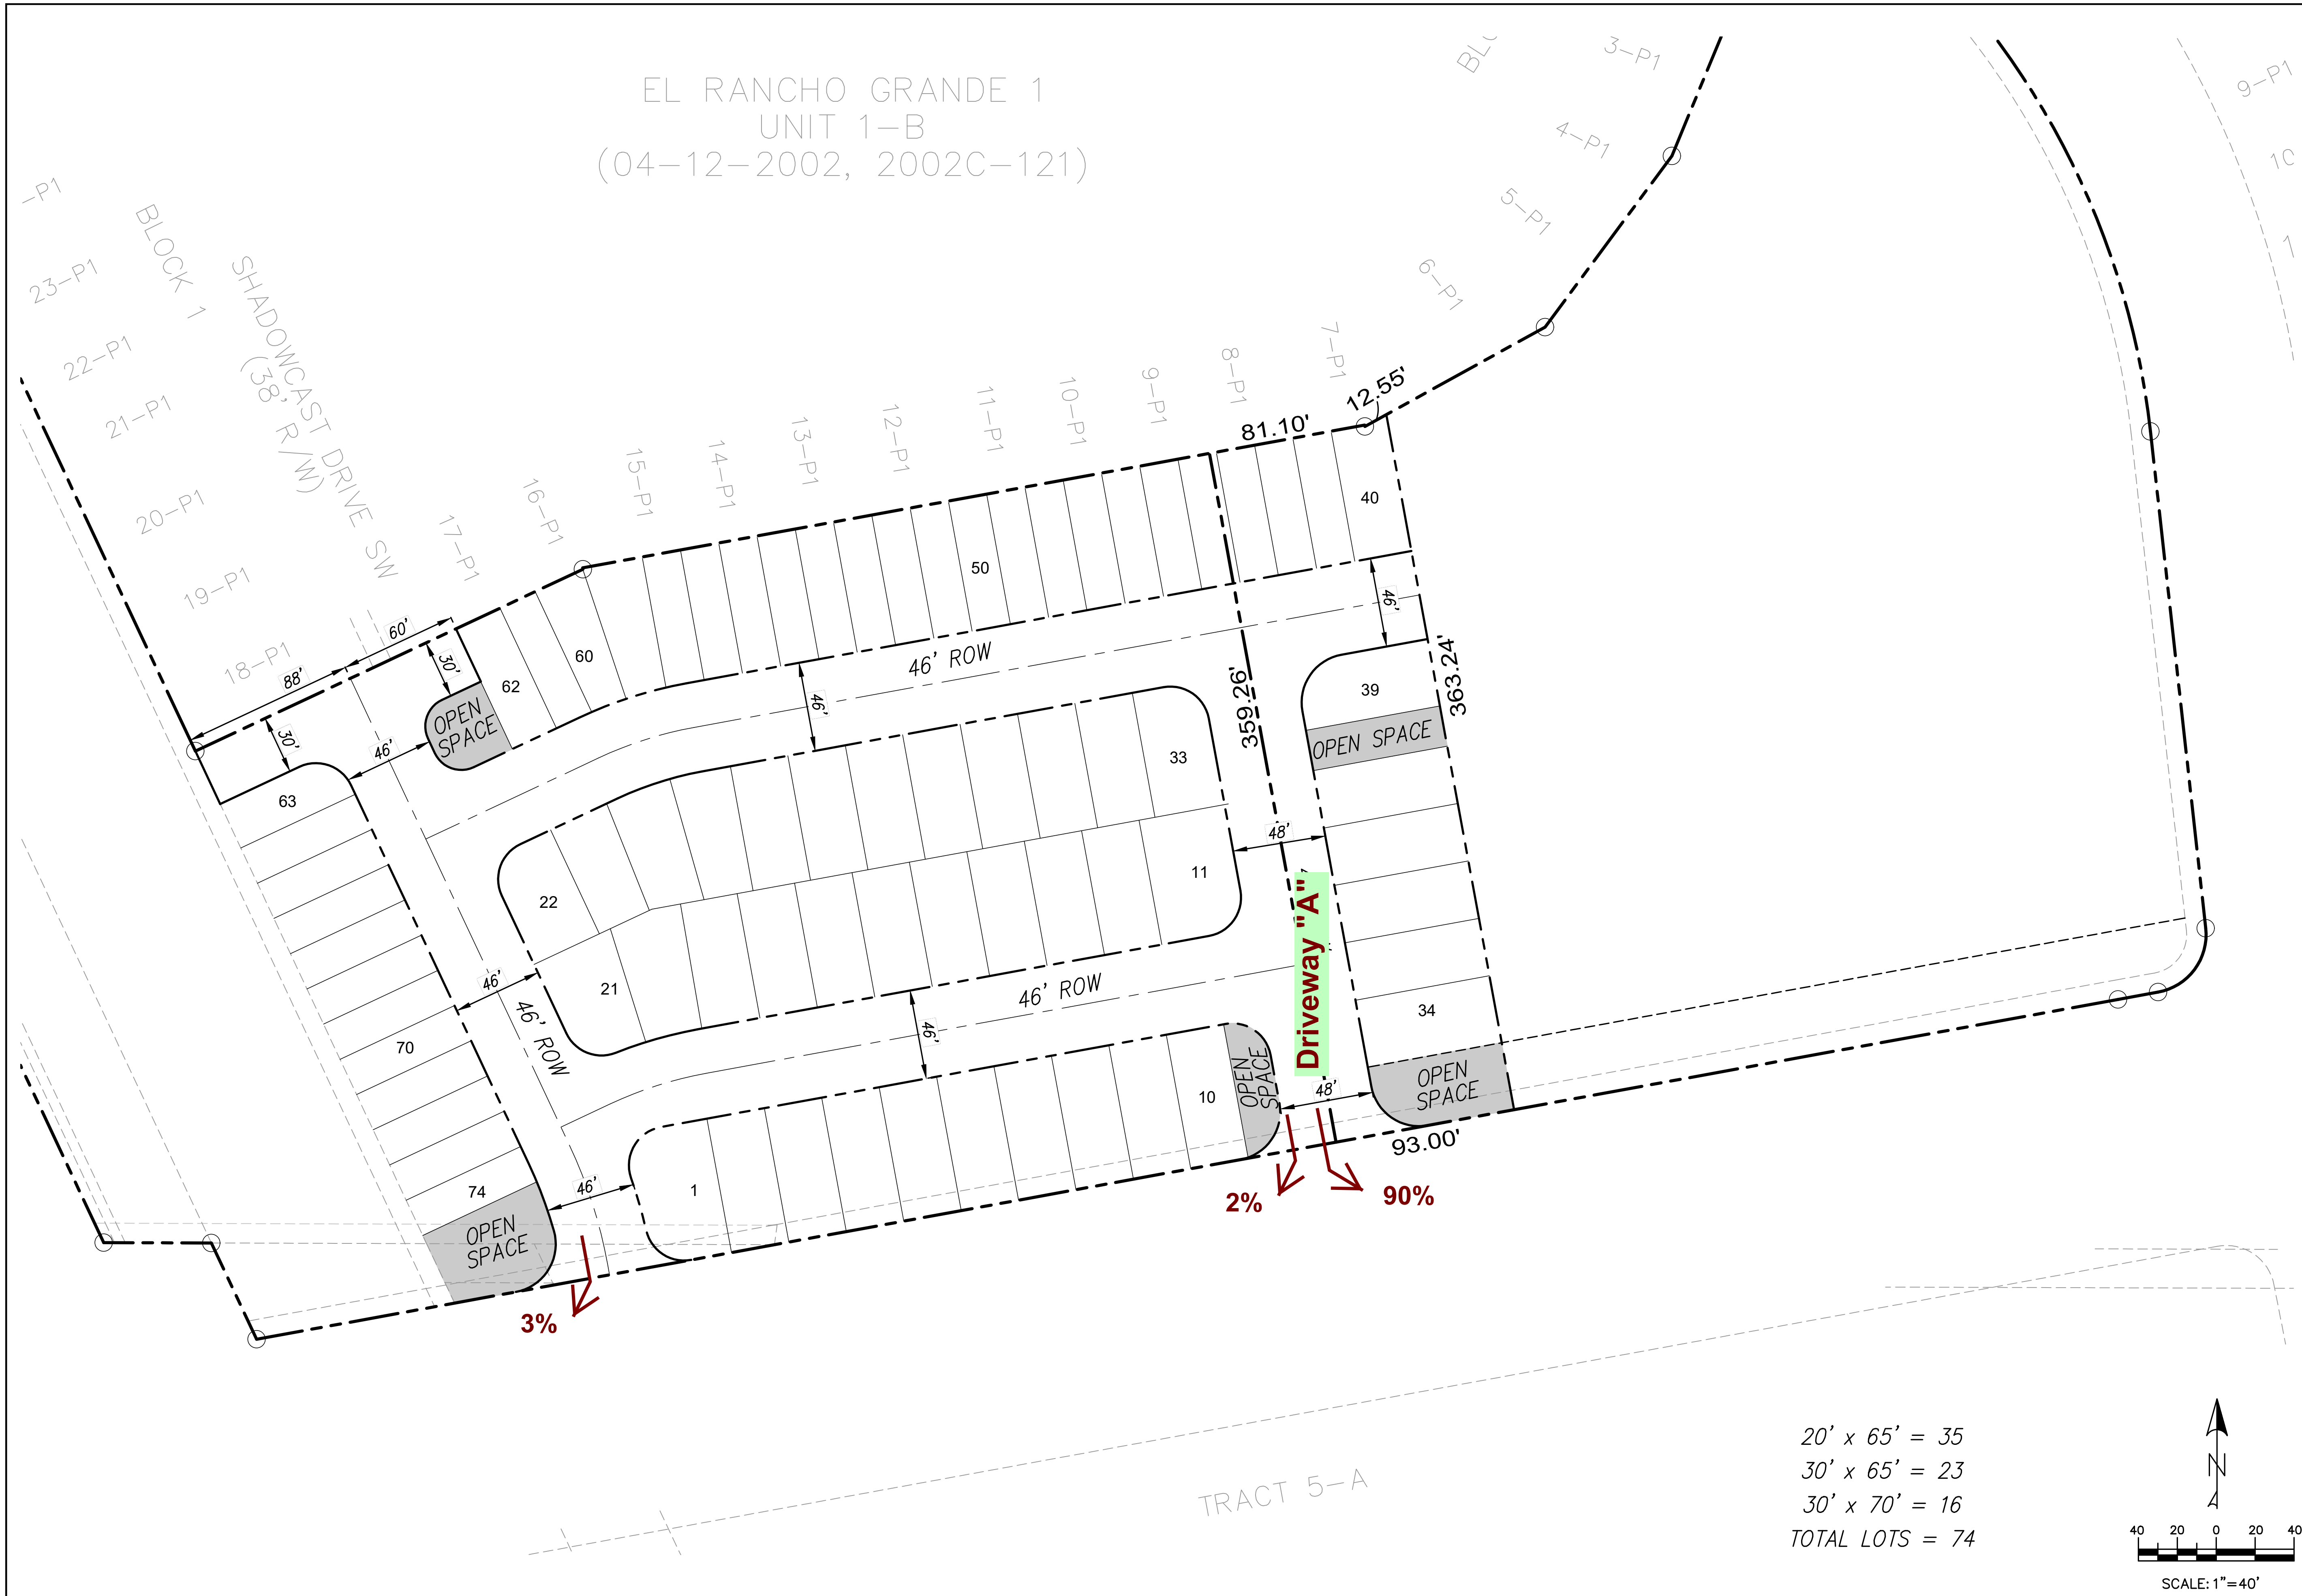 EL RANCHO GRANDE 1
UNIT 1-B
(04-12-2002, 2002C-121)
3-P1
4-P1
5-P1
6-P1
7-P1
8-P1
9-P1
10-P1
11-P1
12-P1
13-P1
14-P1
15-P1
16-P1
17-P1
18-P1
19-P1
20-P1
21-P1
22-P1
23-P1
-P1
9-P1
10
1
BLOCK 1
SHADOWCAST DRIVE SW
(38' R/W)
12.55'
81.10'
40
50
60
62
60'
88'
30'
30'
46'
OPEN
SPACE
46' ROW
46'
46'
359.26'
363.24'
39
OPEN SPACE
63
33
11
22
21
48'
46'
46' ROW
70
46' ROW
46'
Driveway "A"
34
OPEN
SPACE
10
OPEN
SPACE
48'
93.00'
1
46'
74
OPEN
SPACE
3%
2%
90%
TRACT 5-A
20' x 65' = 35
30' x 65' = 23
30' x 70' = 16
TOTAL LOTS = 74
N
40 20 0 20 40
SCALE: 1"=40'